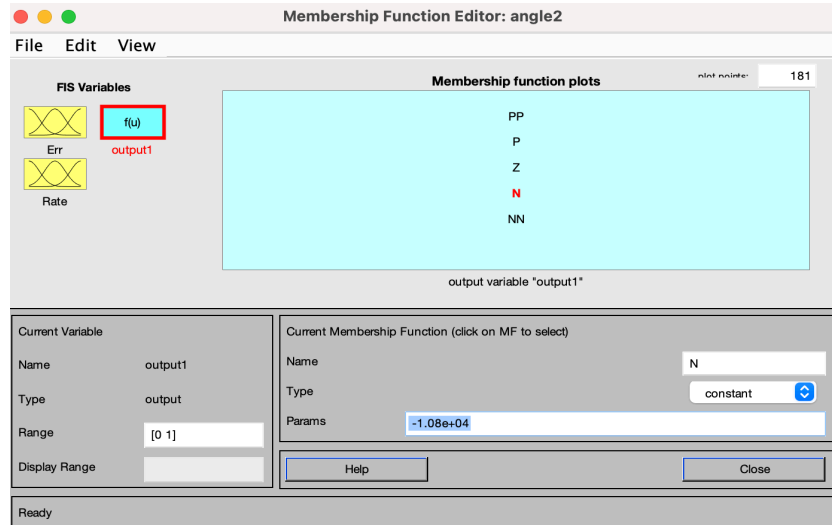 Membership Function Editor: angle2
File Edit View
FIS Variables
f(u)
Err output1
Rate
Membership function plots
plot points: 181
PP
P
Z
N
NN
output variable "output1"
Current Variable
Name output1
Type output
Range [0 1]
Display Range
Current Membership Function (click on MF to select)
Name N
Type constant
Params -1.08e+04
Help Close
Ready